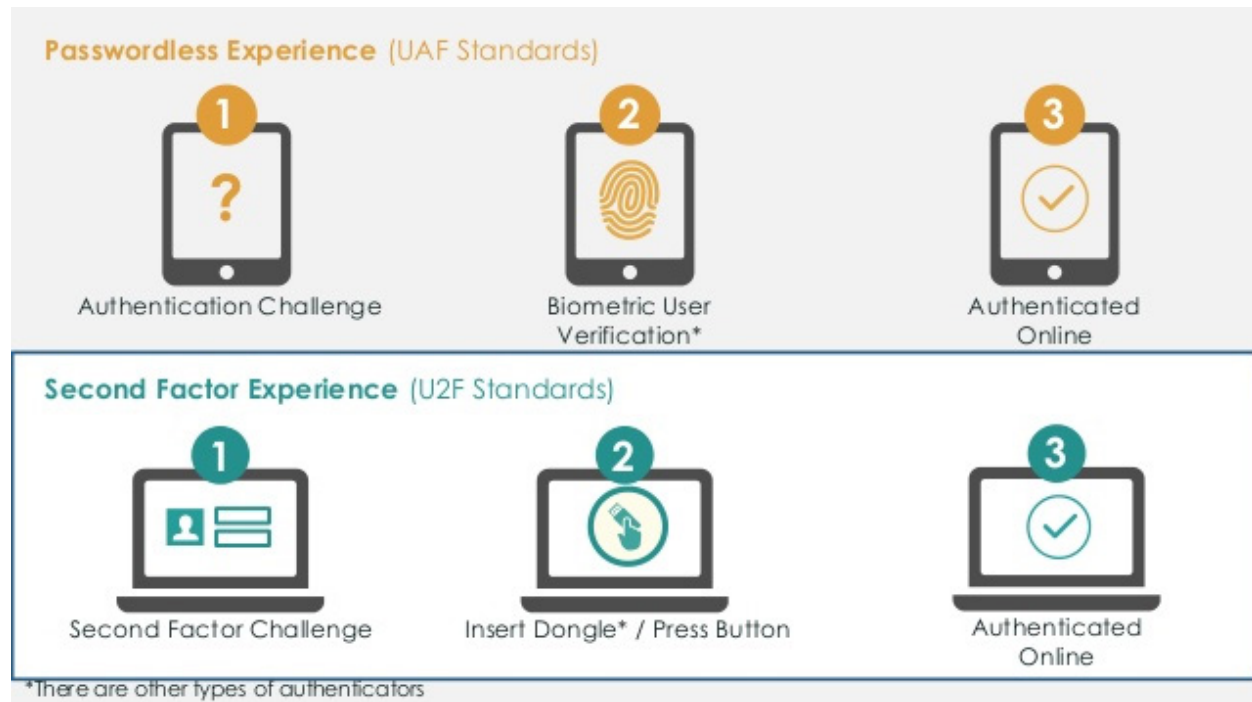 Passwordless Experience (UAF Standards)
1
2
3
?
Authentication Challenge
Biometric User
Verification*
Authenticated
Online
Second Factor Experience (U2F Standards)
1
2
3
Second Factor Challenge
Insert Dongle* / Press Button
Authenticated
Online
*There are other types of authenticators